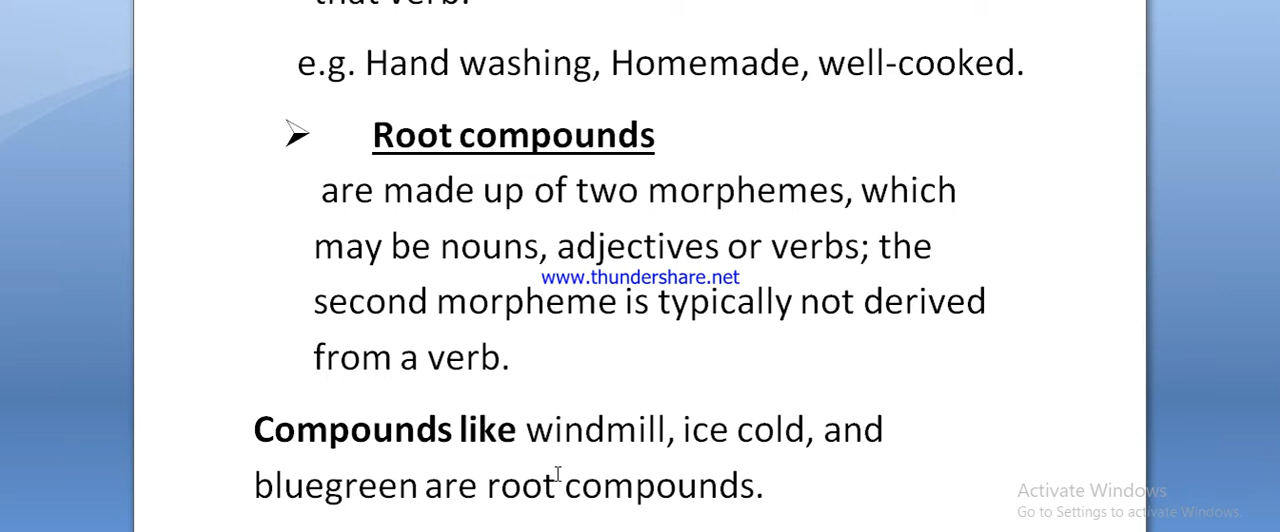 that verb.
e.g. Hand washing, Homemade, well-cooked.
Root compounds
are made up of two morphemes, which
may be nouns, adjectives or verbs; the
www.thundershare.net
second morpheme is typically not derived
from a verb.
Compounds like windmill, ice cold, and
bluegreen are root compounds.
Activate Windows
Go to Settings to activate Windows.